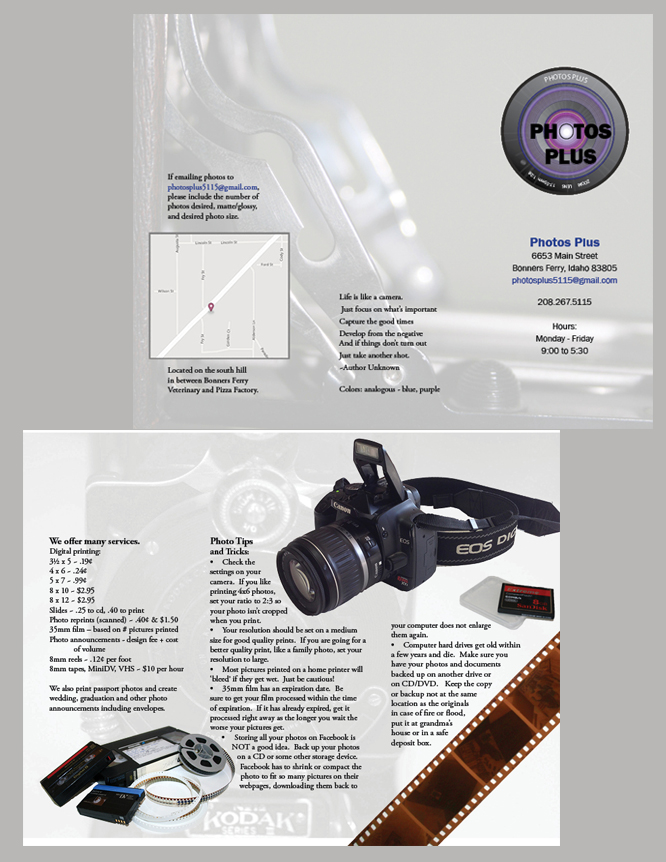 If emailing photos to
photosplus5115@gmail.com,
please include the number of
photos desired, matte/glossy,
and desired photo size.
Located on the south hill
in between Bonners Ferry
Veterinary and Pizza Factory.
Life is like a camera.
Just focus on what's important
Capture the good times
Develop from the negative
And if things don't turn out
Just take another shot.
~Author Unknown
Colors: analogous - blue, purple
PHOTOS PLUS
PHOTOS
PLUS
Photos Plus
6653 Main Street
Bonners Ferry, Idaho 83805
photosplus5115@gmail.com
208.267.5115
Hours:
Monday - Friday
9:00 to 5:30
We offer many services.
Digital printing:
3½ x 5 ~ .19¢
4 x 6 ~ .24¢
5 x 7 ~ .99¢
8 x 10 ~ $2.95
8 x 12 ~ $2.95
Slides ~ .25 to cd, .40 to print
Photo reprints (scanned) ~ .40¢ & $1.50
35mm film ~ based on # pictures printed
Photo announcements - design fee + cost
of volume
8mm reels ~ .12¢ per foot
8mm tapes, MiniDV, VHS ~ $10 per hour
We also print passport photos and create
wedding, graduation and other photo
announcements including envelopes.
Photo Tips
and Tricks:
• Check the
settings on your
camera. If you like
printing 4x6 photos,
set your ratio to 2:3 so
your photo isn't cropped
when you print.
• Your resolution should be set on a medium
size for good quality prints. If you are going for a
better quality print, like a family photo, set your
resolution to large.
• Most pictures printed on a home printer will
'bleed' if they get wet. Just be cautious!
• 35mm film has an expiration date. Be
sure to get your film processed within the time
of expiration. If it has already expired, get it
processed right away as the longer you wait the
worse your pictures get.
• Storing all your photos on Facebook is
NOT a good idea. Back up your photos
on a CD or some other storage device.
Facebook has to shrink or compact the
photo to fit so many pictures on their
webpages, downloading them back to
your computer does not enlarge
them again.
• Computer hard drives get old within
a few years and die. Make sure you
have your photos and documents
backed up on another drive or
on CD/DVD. Keep the copy
or backup not at the same
location as the originals
in case of fire or flood,
put it at grandma's
house or in a safe
deposit box.
Canon
EOS
EOS DIG
SanDisk
KODAK